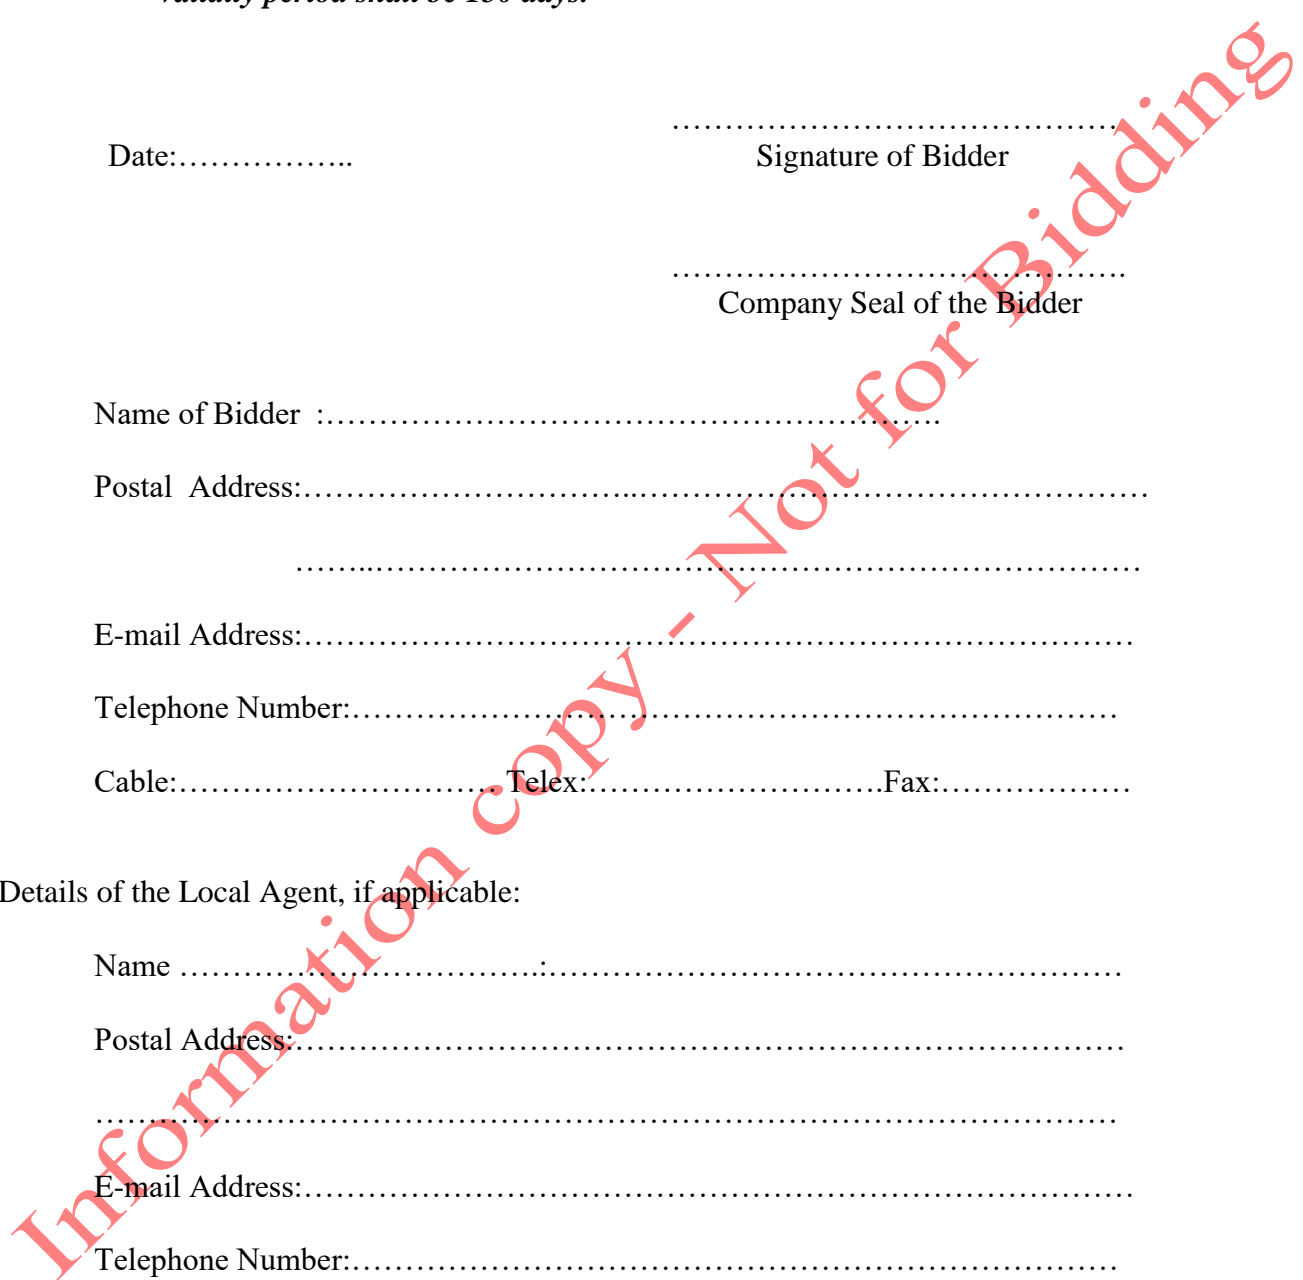 validity period shall be 150 days.
…………………………………….
Date:…………….. Signature of Bidder
…………………………………….
Company Seal of the Bidder
Name of Bidder :………………………………………………….
Postal Address:…………………………..…………………………………………
……..………………………………………………………………….
E-mail Address:……………………………………………………………………
Telephone Number:………………………………………………………………
Cable:………………………… Telex:……………………….Fax:………………
Details of the Local Agent, if applicable:
Name …………………………….:………………………………………………
Postal Address:……………………………………………………………………
……………………………………………………………………………………
E-mail Address:……………………………………………………………………
Telephone Number:………………………………………………………………
Information copy - Not for Bidding